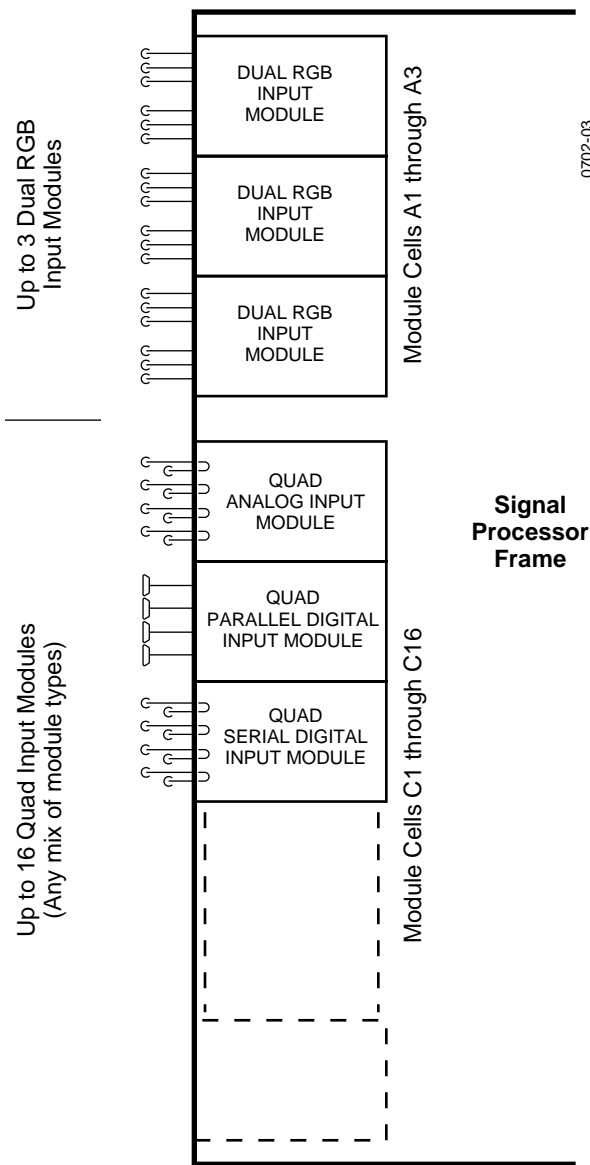 Up to 3 Dual RGB
Input Modules
DUAL RGB
INPUT
MODULE
DUAL RGB
INPUT
MODULE
DUAL RGB
INPUT
MODULE
Module Cells A1 through A3
0702-03
Up to 16 Quad Input Modules
(Any mix of module types)
QUAD
ANALOG INPUT
MODULE
QUAD
PARALLEL DIGITAL
INPUT MODULE
QUAD
SERIAL DIGITAL
INPUT MODULE
Module Cells C1 through C16
Signal
Processor
Frame